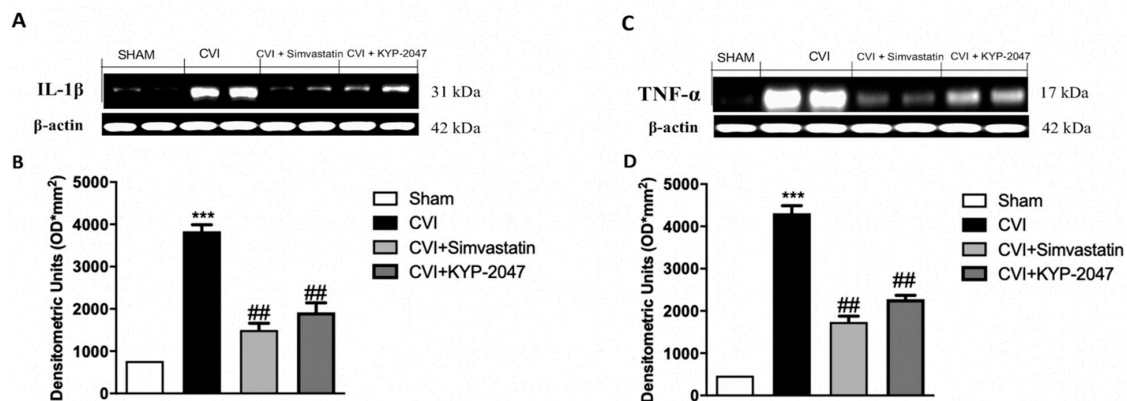 A
SHAM CVI CVI + Simvastatin CVI + KYP-2047
IL-1β 31 kDa
β-actin 42 kDa
B
Densitometric Units (OD*mm²)
5000
4000
3000
2000
1000
0
***
##
##
Sham
CVI
CVI+Simvastatin
CVI+KYP-2047
C
SHAM CVI CVI + Simvastatin CVI + KYP-2047
TNF-α 17 kDa
β-actin 42 kDa
D
Densitometric Units (OD*mm²)
5000
4000
3000
2000
1000
0
***
##
##
Sham
CVI
CVI+Simvastatin
CVI+KYP-2047